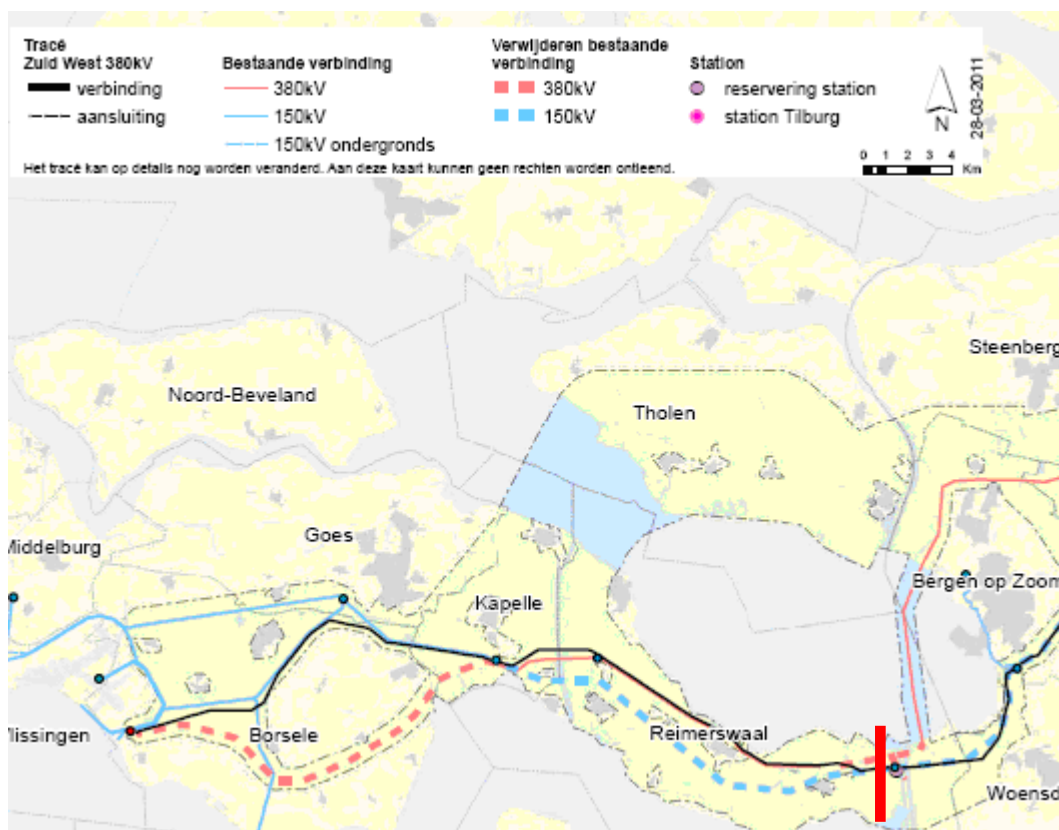 Tracé
Zuid West 380kV
verbinding
aansluiting
Bestaande verbinding
380kV
150kV
150kV ondergronds
Verwijderen bestaande
verbinding
380kV
150kV
Station
reservering station
station Tilburg
N
28-03-2011
0 1 2 3 4
Km
Het tracé kan op details nog worden veranderd. Aan deze kaart kunnen geen rechten worden ontleend.
Steenberg
Noord-Beveland
Tholen
Goes
Middelburg
Bergen op Zoom
Kapelle
Vlissingen
Borsele
Reimerswaal
Woensd